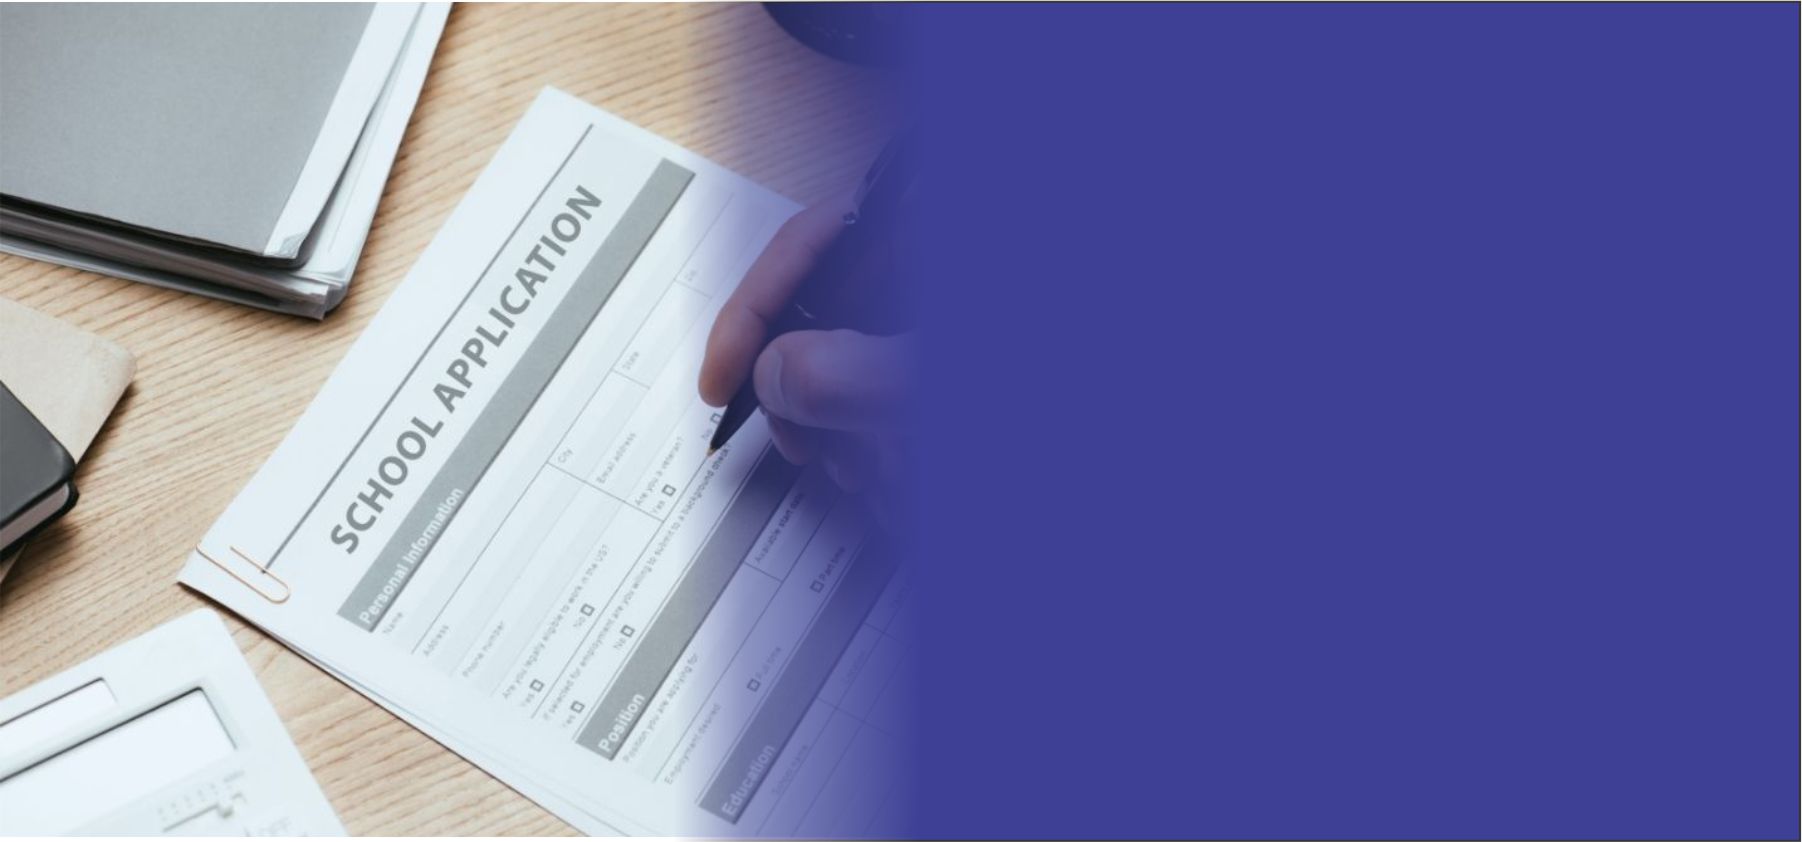 SCHOOL APPLICATION
Personal Information
Name
Address
City
State
Phone number
Email address
Are you legally eligible to work in the US?
Yes No
Are you a veteran?
Yes No
If selected for employment are you willing to submit to a background check?
Yes No
Position
Position you are applying for
Available start date
Employment desired
Full time
Part time
Education
School name
Location
OFF